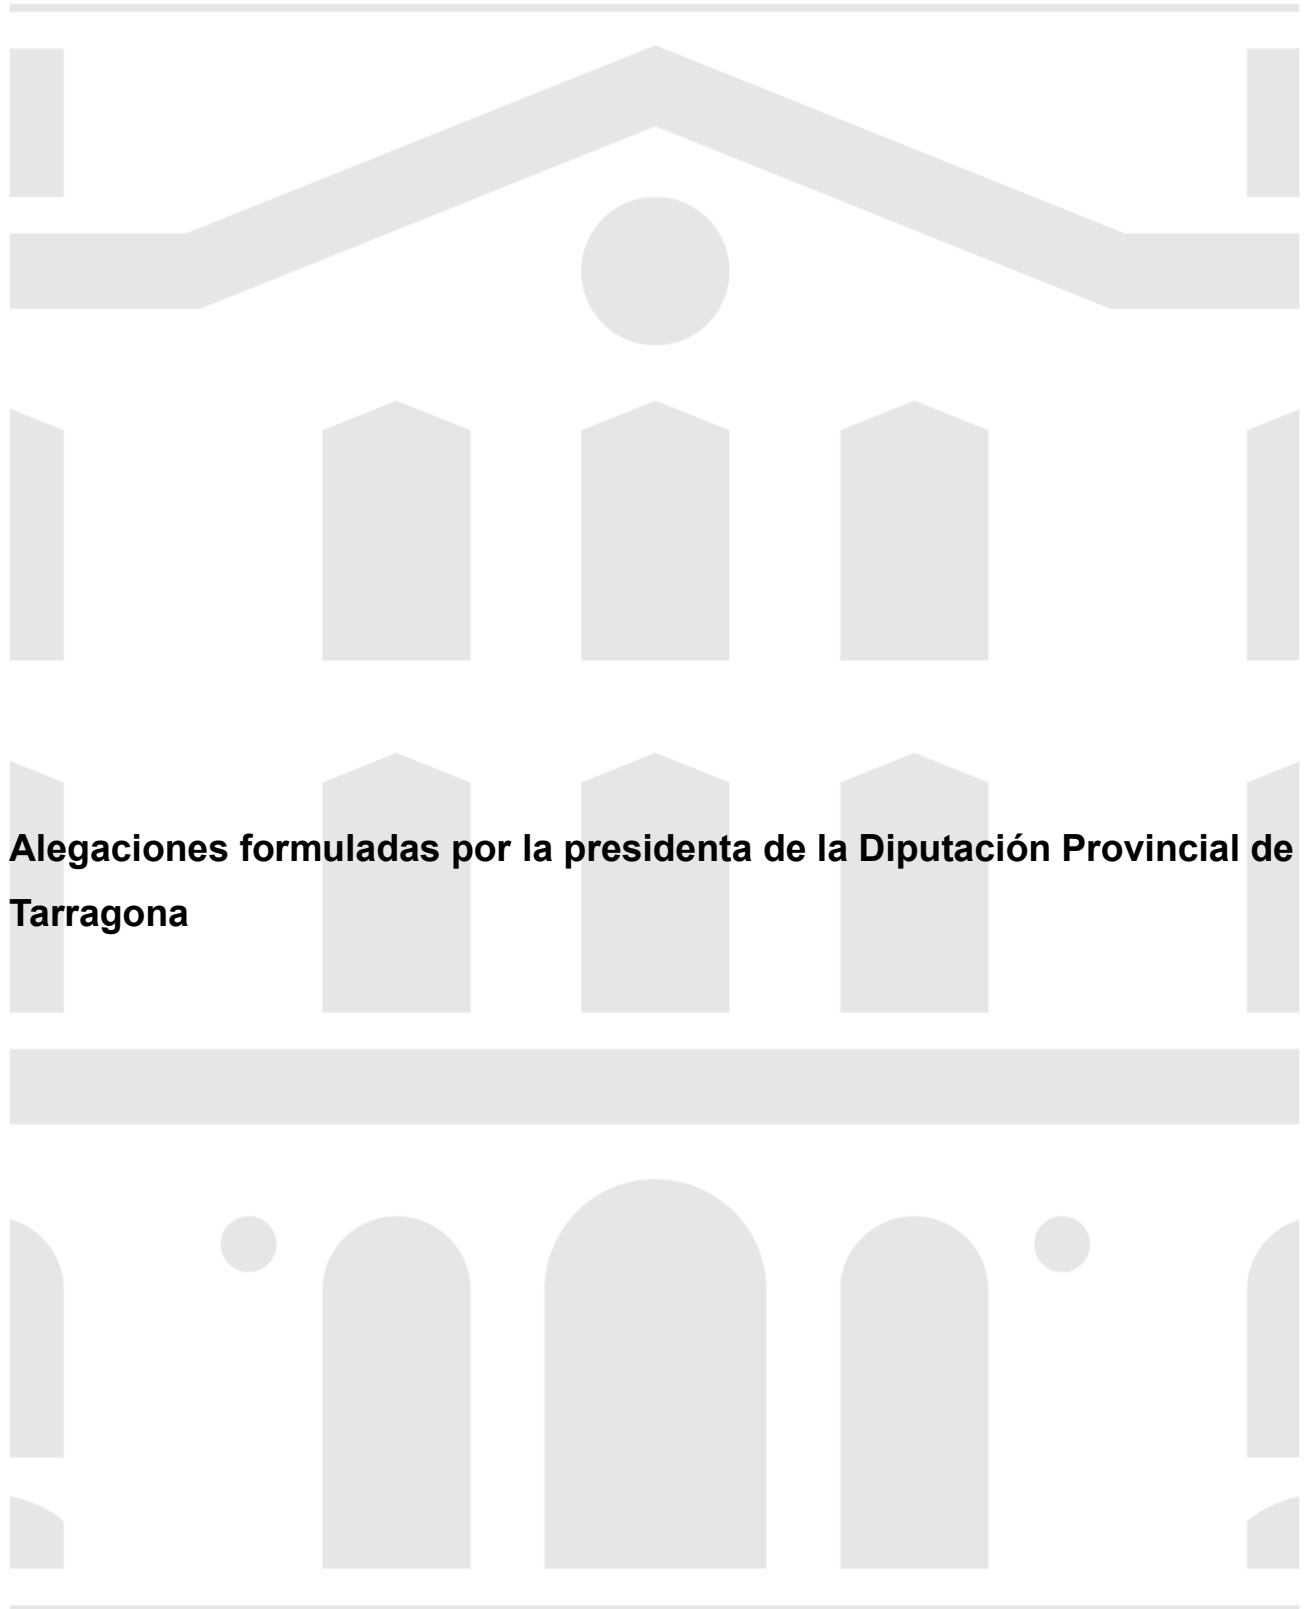 Alegaciones formuladas por la presidenta de la Diputación Provincial de
Tarragona